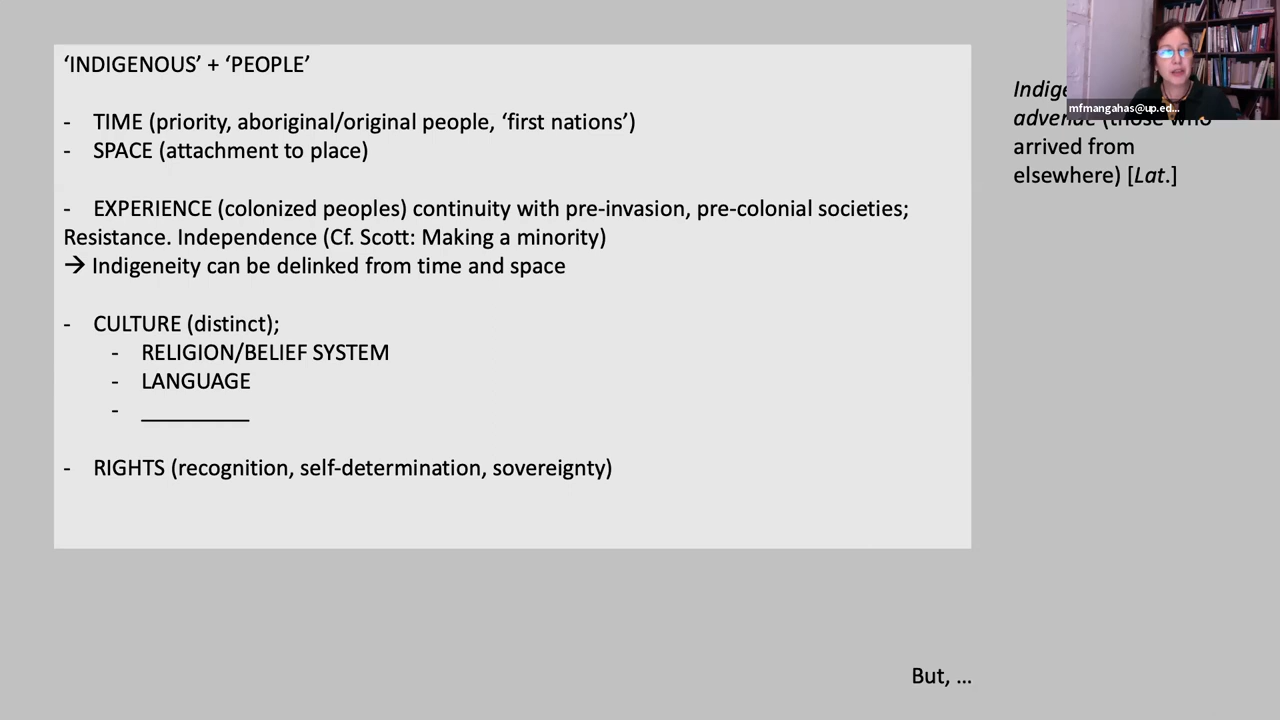 ‘INDIGENOUS’ + ‘PEOPLE’
- TIME (priority, aboriginal/original people, ‘first nations’)
- SPACE (attachment to place)
- EXPERIENCE (colonized peoples) continuity with pre-invasion, pre-colonial societies;
Resistance. Independence (Cf. Scott: Making a minority)
→ Indigeneity can be delinked from time and space
- CULTURE (distinct);
- RELIGION/BELIEF SYSTEM
- LANGUAGE
- _________
- RIGHTS (recognition, self-determination, sovereignty)
But, ...
mfmangahas@up.ed...
(those who
arrived from
elsewhere) [Lat.]